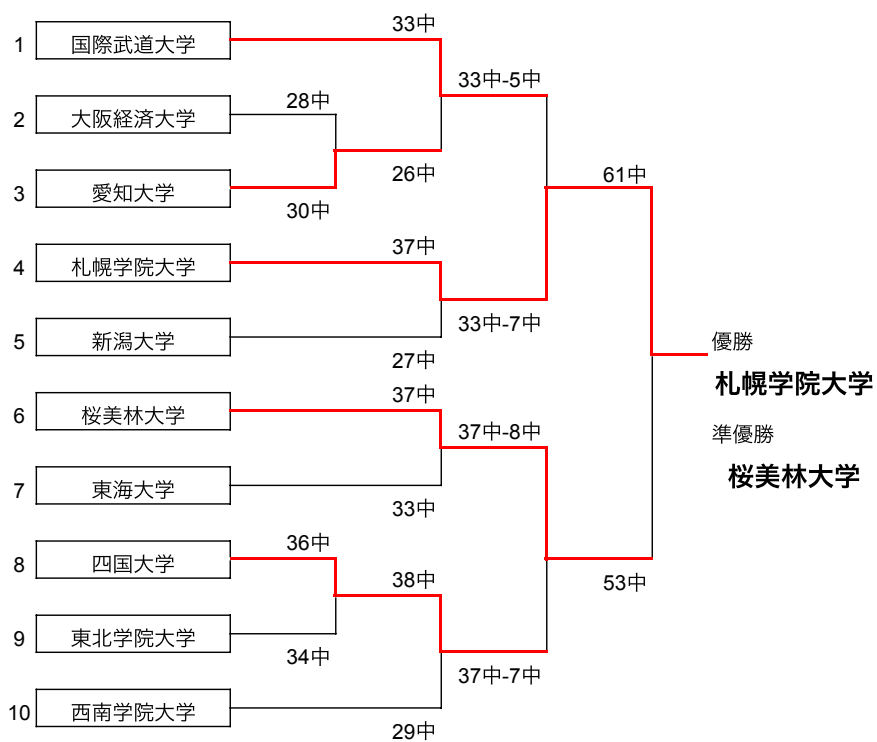 33中
1 国際武道大学
33中-5中
28中
2 大阪経済大学
61中
26中
3 愛知大学
30中
37中
4 札幌学院大学
33中-7中
5 新潟大学
27中
優勝
札幌学院大学
37中
6 桜美林大学
37中-8中
準優勝
桜美林大学
7 東海大学
33中
36中
8 四国大学
38中
53中
9 東北学院大学
34中
37中-7中
10 西南学院大学
29中